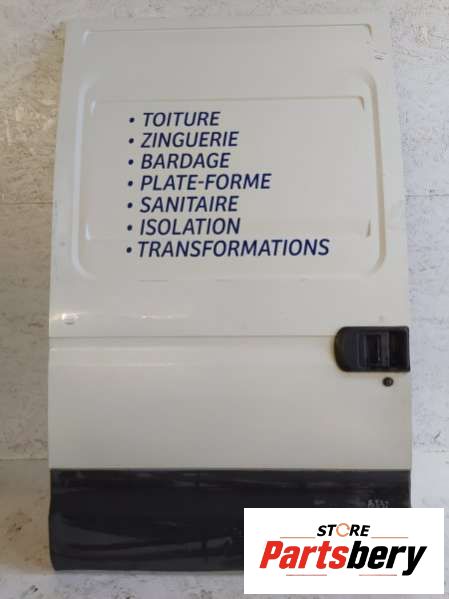 • TOITURE
• ZINGUERIE
• BARDAGE
• PLATE-FORME
• SANITAIRE
• ISOLATION
• TRANSFORMATIONS
STORE
Partsbery